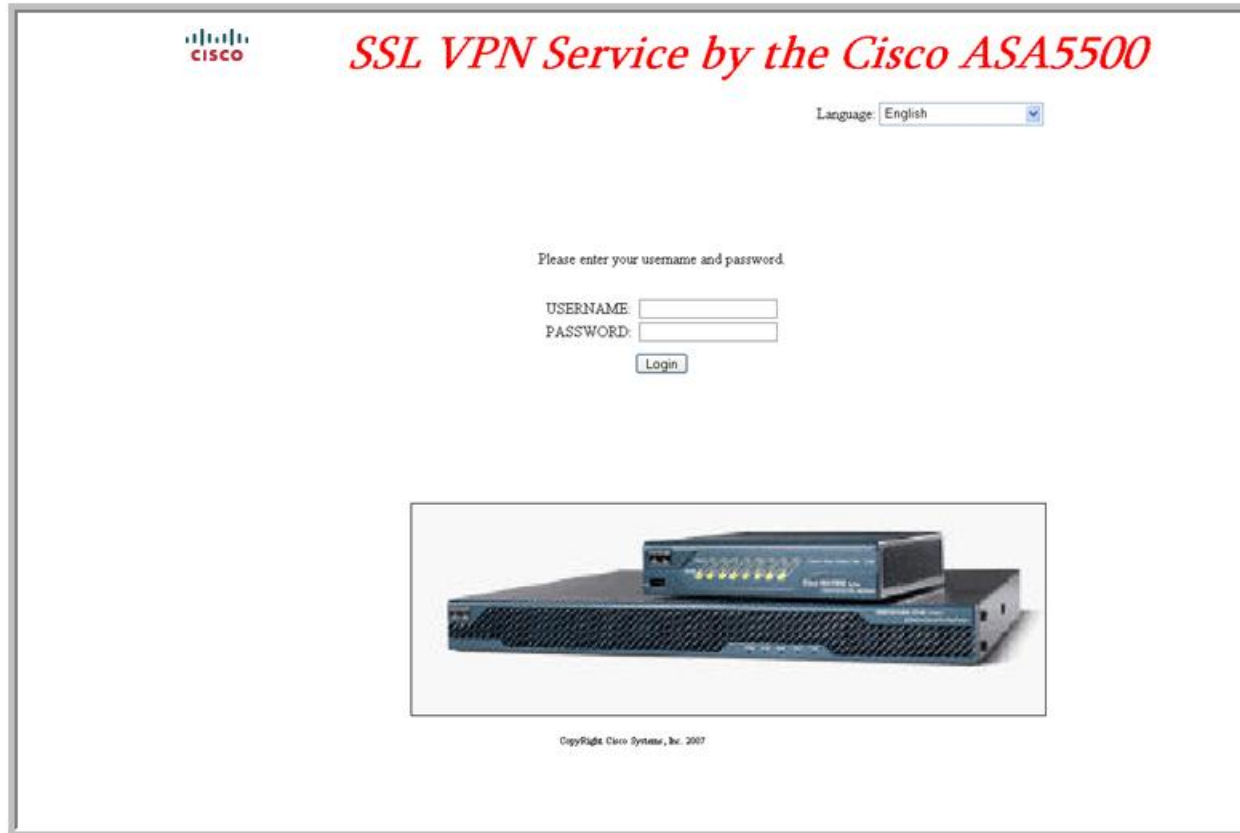 CISCO
SSL VPN Service by the Cisco ASA5500
Language: English
Please enter your username and password.
USERNAME:
PASSWORD:
Login
CopyRight Cisco Systems, Inc. 2007